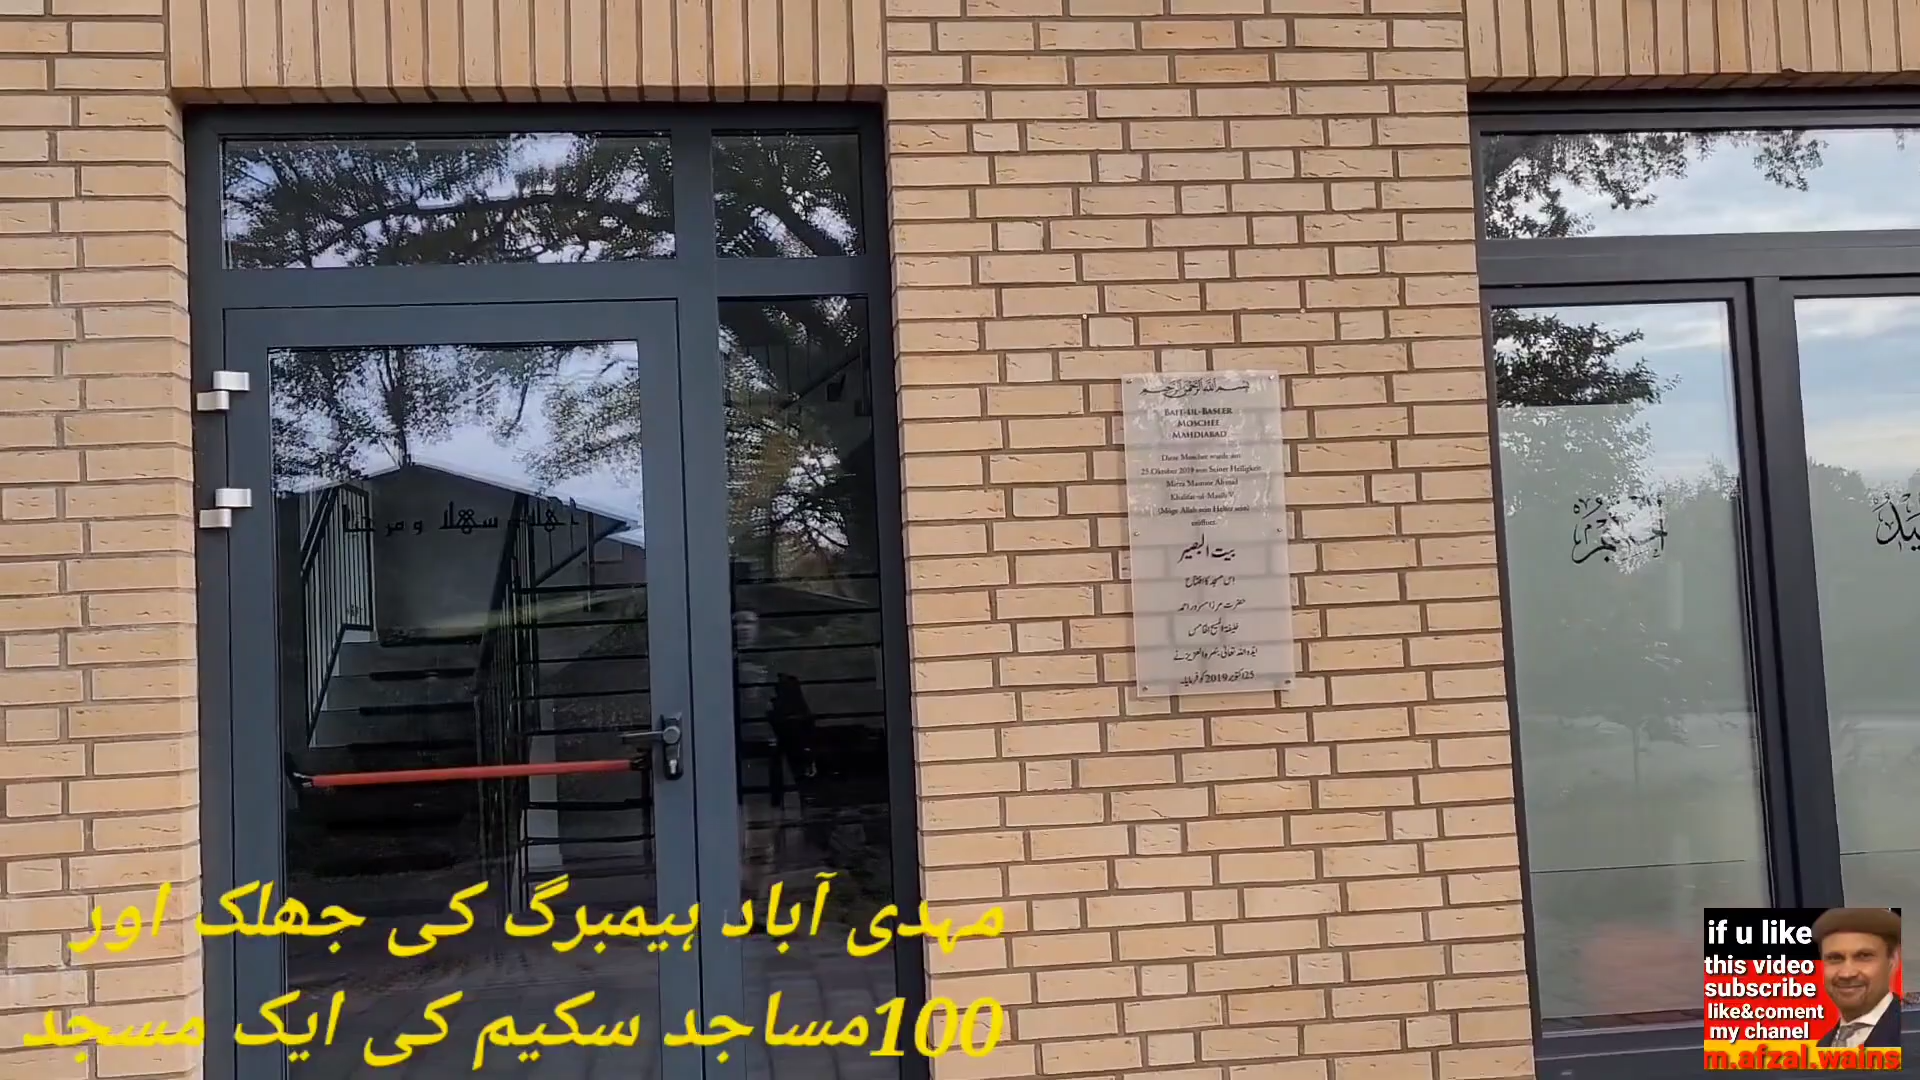 اھلا و سھلا و مرحبا
بسم اللہ الرحمن الرحیم
BAIT-UL-BASEER
MOSCHEE
MAHDIABAD
Diese Moschee wurde am
25.Oktober 2019 von Seiner Heiligkeit
Mirza Masroor Ahmad
Khalifat-ul-Masih V.
(Möge Allah sein Helfer sein)
eröffnet.
بیت البصیر
اس مسجد کا افتتاح
حضرت مرزا مسرور احمد
خلیفۃ المسیح الخامس
ایدہ اللہ تعالیٰ بنصرہ العزیز نے
25اکتوبر 2019 کو فرمایا۔
مہدی آباد ہیمبرگ کی جھلک اور
100مساجد سکیم کی ایک مسجد
if u like
this video
subscribe
like&coment
my chanel
m.afzal.wains